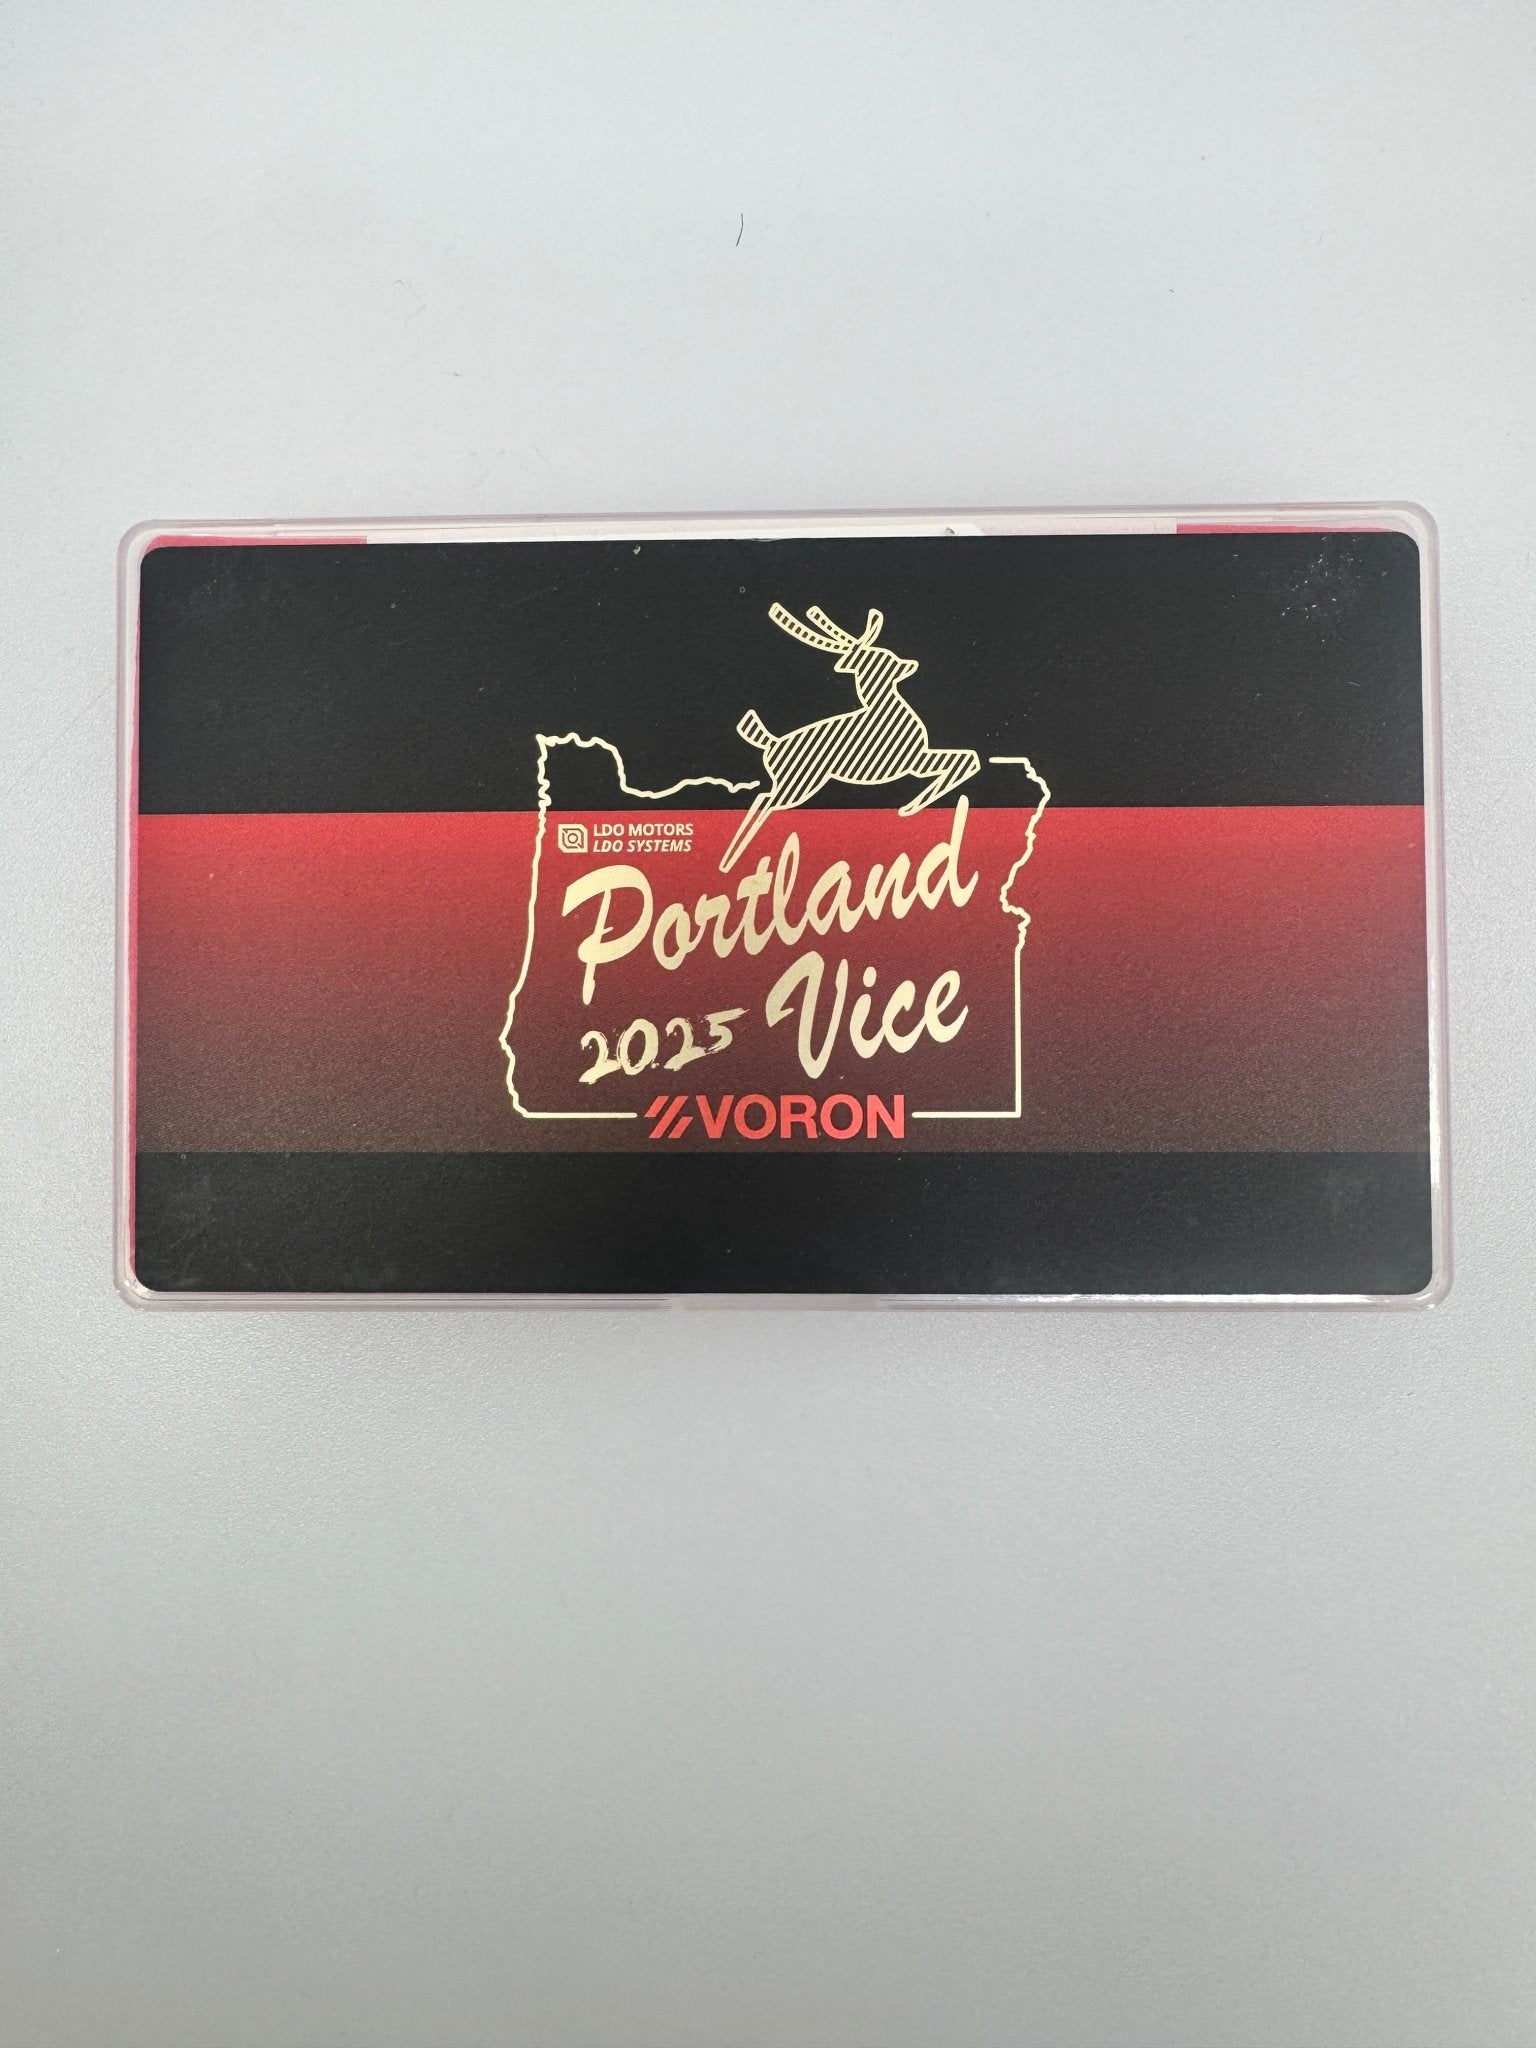 LDO MOTORS
LDO SYSTEMS
Portland
2025 Vice
VORON